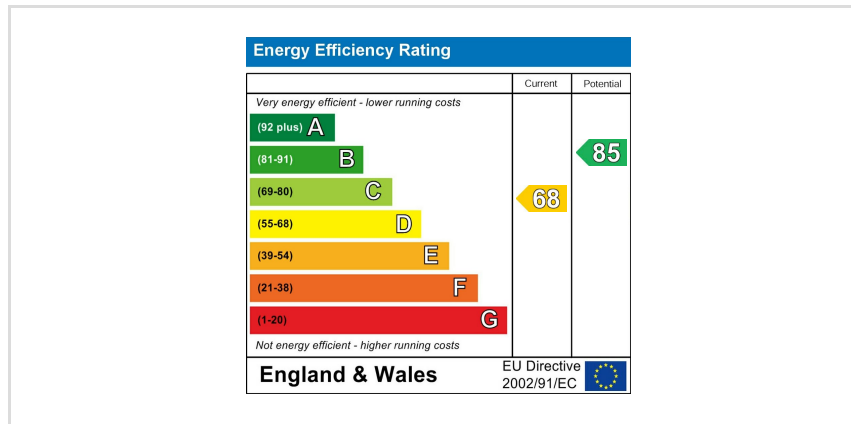 Energy Efficiency Rating
Current Potential
Very energy efficient - lower running costs
(92 plus) A
(81-91) B
85
(69-80) C
68
(55-68) D
(39-54) E
(21-38) F
(1-20) G
Not energy efficient - higher running costs
England & Wales
EU Directive
2002/91/EC